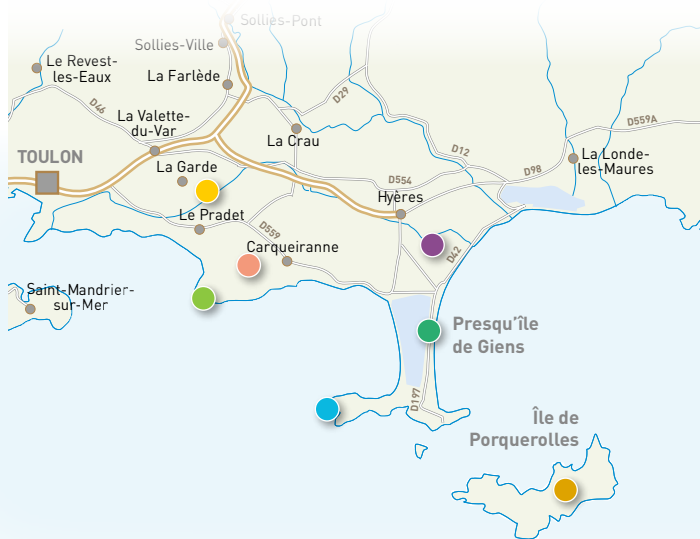 Solliès-Pont
Solliès-Ville
Le Revest-
les-Eaux
La Farlède
D29
D46
La Valette-
du-Var
D559A
La Crau
D12
TOULON
La Garde
D554
D98
La Londe-
les-Maures
Hyères
Le Pradet
D559
Carqueiranne
D42
Saint-Mandrier-
sur-Mer
Presqu'île
de Giens
D197
Île de
Porquerolles